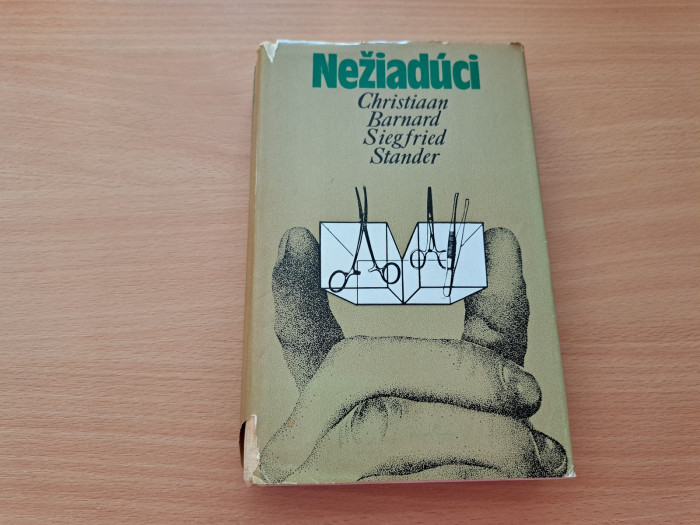 Nežiadúci
Christiaan
Barnard
Siegfried
Stander